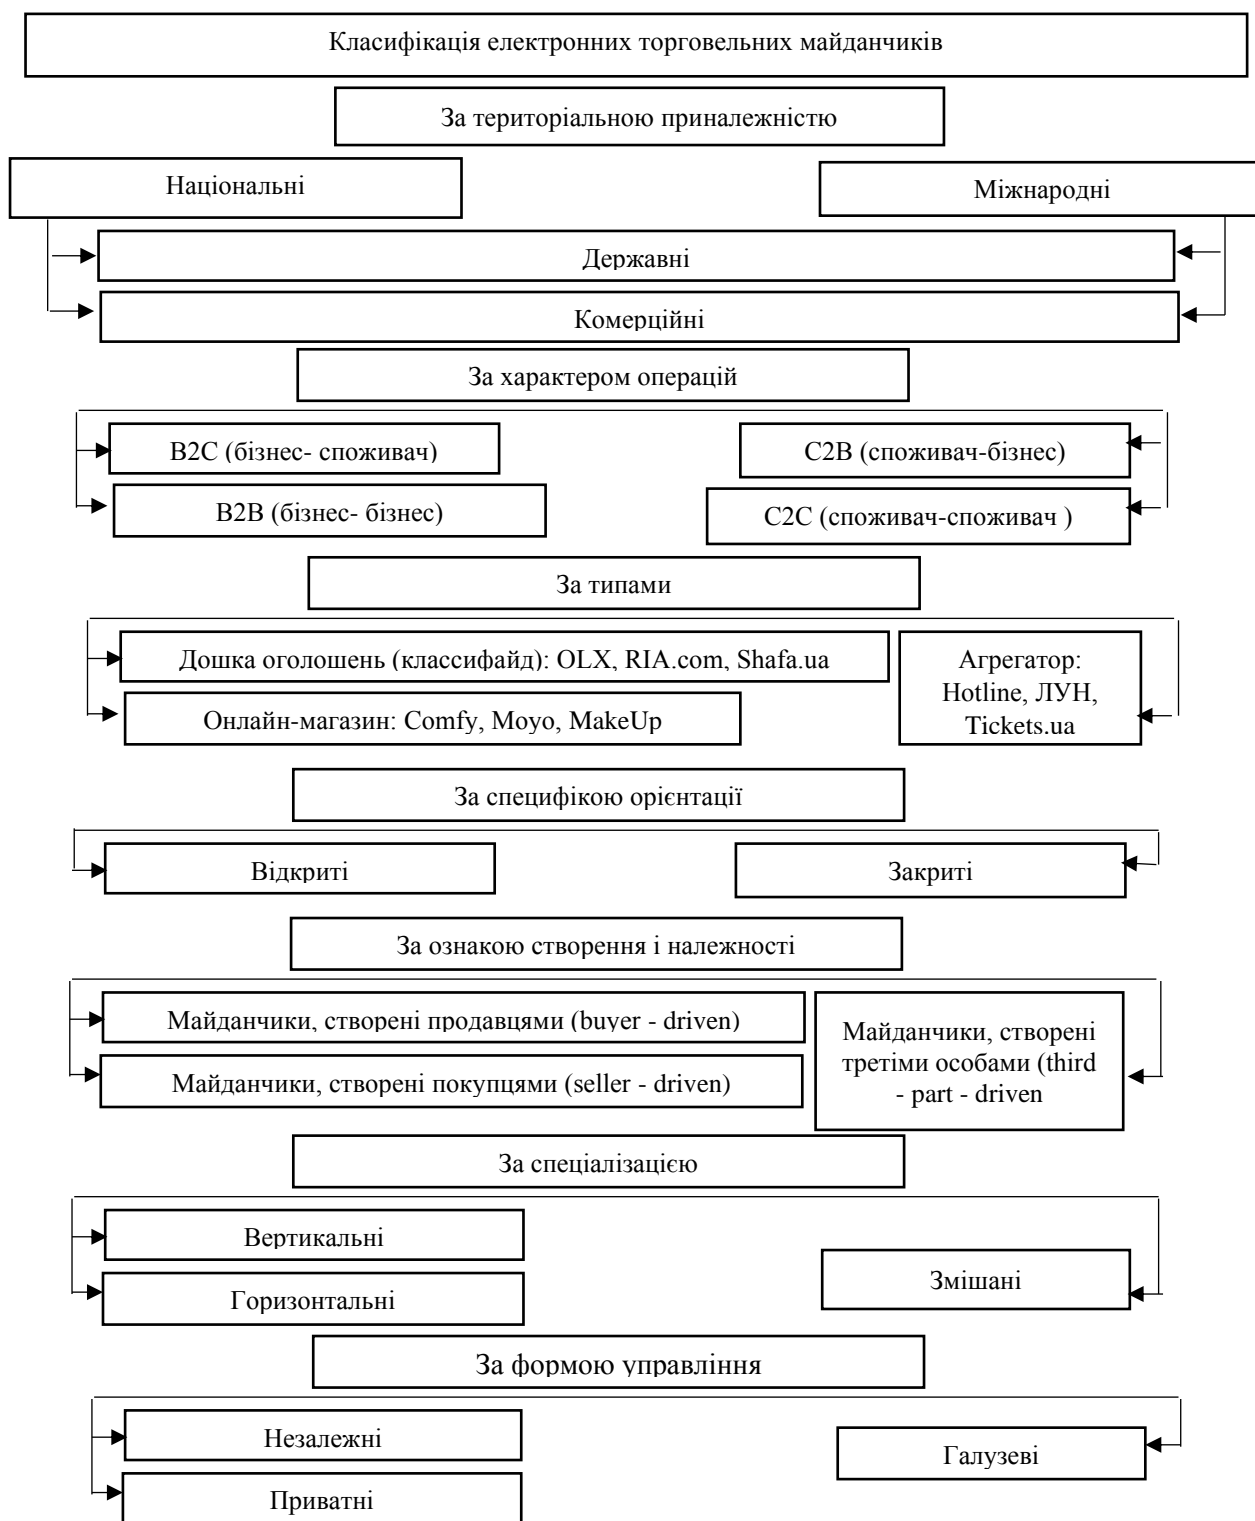 Класифікація електронних торговельних майданчиків
За територіальною приналежністю
Національні
Міжнародні
Державні
Комерційні
За характером операцій
B2C (бізнес- споживач)
C2B (споживач-бізнес)
B2B (бізнес- бізнес)
C2C (споживач-споживач )
За типами
Дошка оголошень (классифайд): OLX, RIA.com, Shafa.ua
Онлайн-магазин: Comfy, Moyo, MakeUp
Агрегатор:
Hotline, ЛУН,
Tickets.ua
За специфікою орієнтації
Відкриті
Закриті
За ознакою створення і належності
Майданчики, створені продавцями (buyer - driven)
Майданчики, створені покупцями (seller - driven)
Майданчики, створені
третіми особами (third
- part - driven
За спеціалізацією
Вертикальні
Горизонтальні
Змішані
За формою управління
Незалежні
Галузеві
Приватні